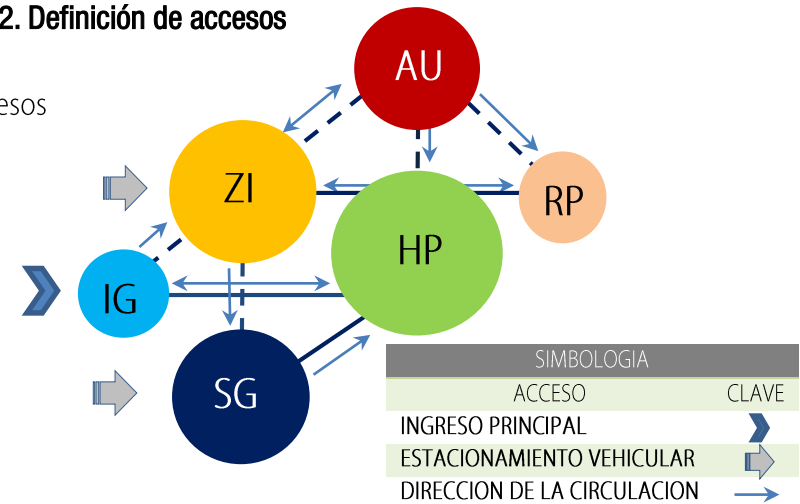 2. Definición de accesos
esos
AU
ZI
RP
HP
IG
SG
SIMBOLOGIA
ACCESO CLAVE
INGRESO PRINCIPAL
ESTACIONAMIENTO VEHICULAR
DIRECCION DE LA CIRCULACION